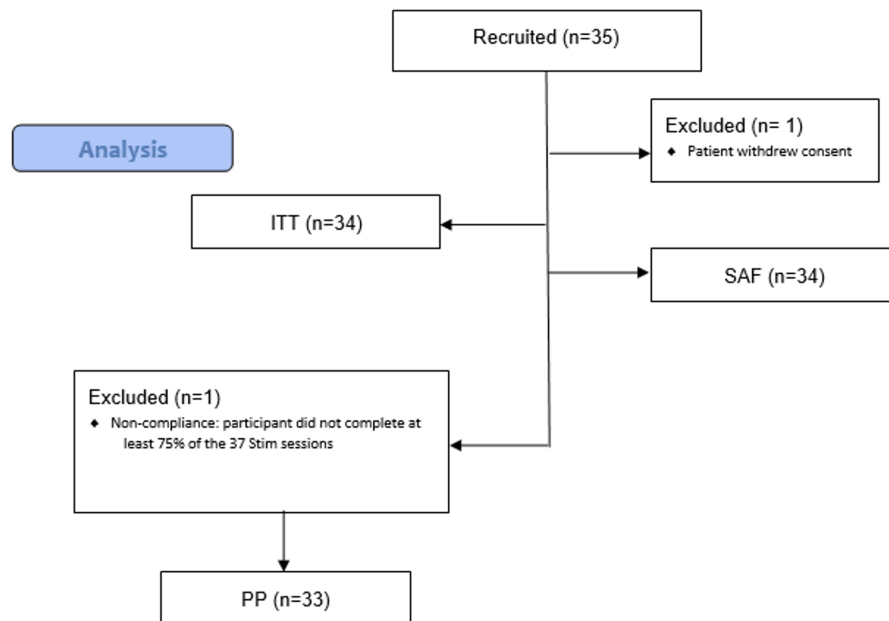 Recruited (n=35)
Excluded (n= 1)
♦ Patient withdrew consent
Analysis
ITT (n=34)
SAF (n=34)
Excluded (n=1)
♦ Non-compliance: participant did not complete at
least 75% of the 37 Stim sessions
PP (n=33)